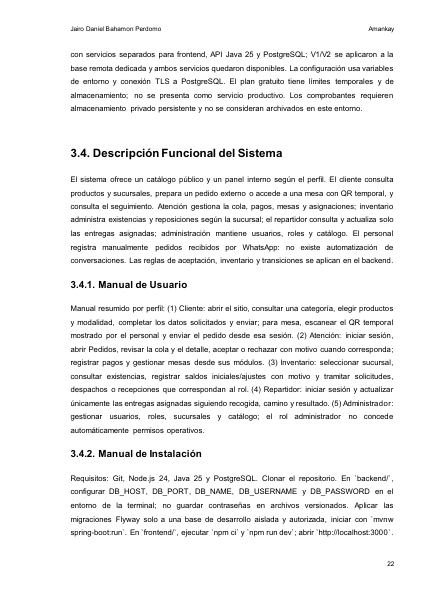 Jairo Daniel Bahamon Perdomo Amankay
con servicios separados para frontend, API Java 25 y PostgreSQL; V1/V2 se aplicaron a la
base remota dedicada y ambos servicios quedaron disponibles. La configuración usa variables
de entorno y conexión TLS a PostgreSQL. El plan gratuito tiene límites temporales y de
almacenamiento; no se presenta como servicio productivo. Los comprobantes requieren
almacenamiento privado persistente y no se consideran archivados en este entorno.
3.4. Descripción Funcional del Sistema
El sistema ofrece un catálogo público y un panel interno según el perfil. El cliente consulta
productos y sucursales, prepara un pedido externo o accede a una mesa con QR temporal, y
consulta el seguimiento. Atención gestiona la cola, pagos, mesas y asignaciones; inventario
administra existencias y reposiciones según la sucursal; el repartidor consulta y actualiza solo
las entregas asignadas; administración mantiene usuarios, roles y catálogo. El personal
registra manualmente pedidos recibidos por WhatsApp: no existe automatización de
conversaciones. Las reglas de aceptación, inventario y transiciones se aplican en el backend.
3.4.1. Manual de Usuario
Manual resumido por perfil: (1) Cliente: abrir el sitio, consultar una categoría, elegir productos
y modalidad, completar los datos solicitados y enviar; para mesa, escanear el QR temporal
mostrado por el personal y enviar el pedido desde esa sesión. (2) Atención: iniciar sesión,
abrir Pedidos, revisar la cola y el detalle, aceptar o rechazar con motivo cuando corresponda;
registrar pagos y gestionar mesas desde sus módulos. (3) Inventario: seleccionar sucursal,
consultar existencias, registrar saldos iniciales/ajustes con motivo y tramitar solicitudes,
despachos o recepciones que correspondan al rol. (4) Repartidor: iniciar sesión y actualizar
únicamente las entregas asignadas siguiendo recogida, camino y resultado. (5) Administrador:
gestionar usuarios, roles, sucursales y catálogo; el rol administrador no concede
automáticamente permisos operativos.
3.4.2. Manual de Instalación
Requisitos: Git, Node.js 24, Java 25 y PostgreSQL. Clonar el repositorio. En `backend/`,
configurar DB_HOST, DB_PORT, DB_NAME, DB_USERNAME y DB_PASSWORD en el
entorno de la terminal; no guardar contraseñas en archivos versionados. Aplicar las
migraciones Flyway solo a una base de desarrollo aislada y autorizada, iniciar con `mvnw
spring-boot:run`. En `frontend/`, ejecutar `npm ci` y `npm run dev`; abrir `http://localhost:3000`.
22